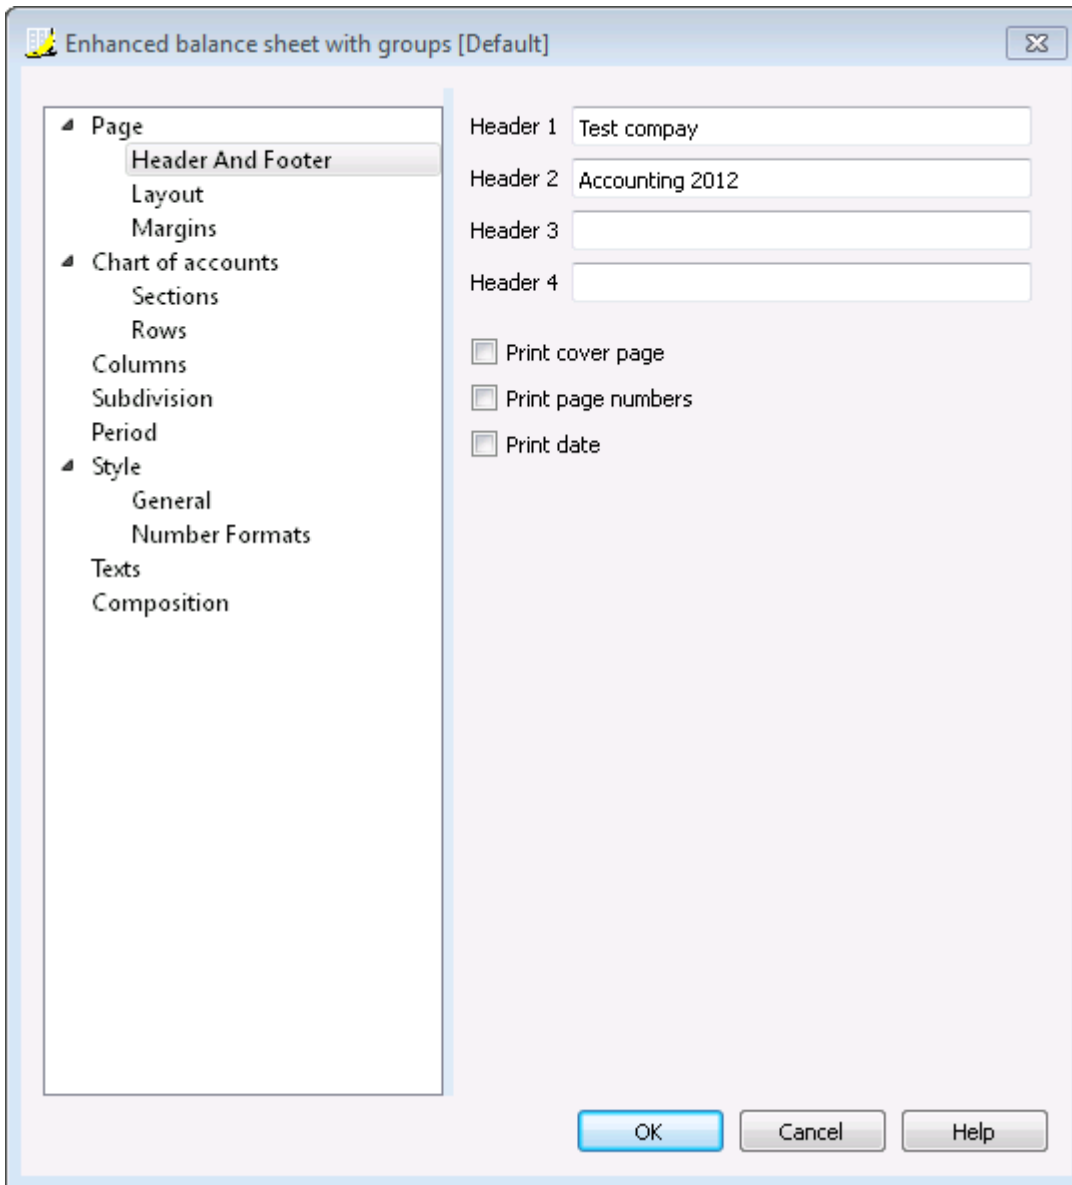 Enhanced balance sheet with groups [Default]
Page
Header And Footer
Layout
Margins
Chart of accounts
Sections
Rows
Columns
Subdivision
Period
Style
General
Number Formats
Texts
Composition
Header 1 Test compay
Header 2 Accounting 2012
Header 3
Header 4
Print cover page
Print page numbers
Print date
OK Cancel Help